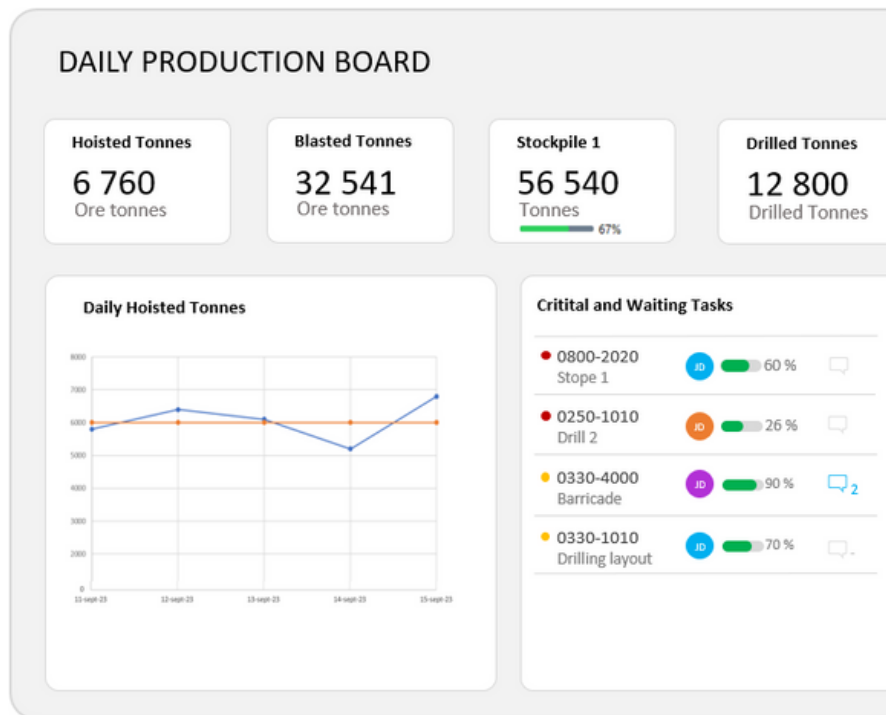 DAILY PRODUCTION BOARD
Hoisted Tonnes
6 760
Ore tonnes
Blasted Tonnes
32 541
Ore tonnes
Stockpile 1
56 540
Tonnes
67%
Drilled Tonnes
12 800
Drilled Tonnes
Daily Hoisted Tonnes
8000
7000
6000
5000
4000
3000
2000
0
11-sept-23
12-sept-23
13-sept-23
14-sept-23
15-sept-23
Critital and Waiting Tasks
0800-2020
Stope 1
JD
60 %
0250-1010
Drill 2
JD
26 %
0330-4000
Barricade
JD
90 %
2
0330-1010
Drilling layout
JD
70 %
-